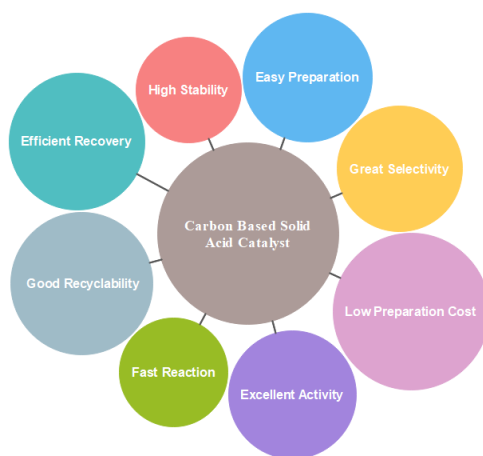 Easy Preparation
High Stability
Efficient Recovery
Great Selectivity
Carbon Based Solid
Acid Catalyst
Good Recyclability
Low Preparation Cost
Fast Reaction
Excellent Activity